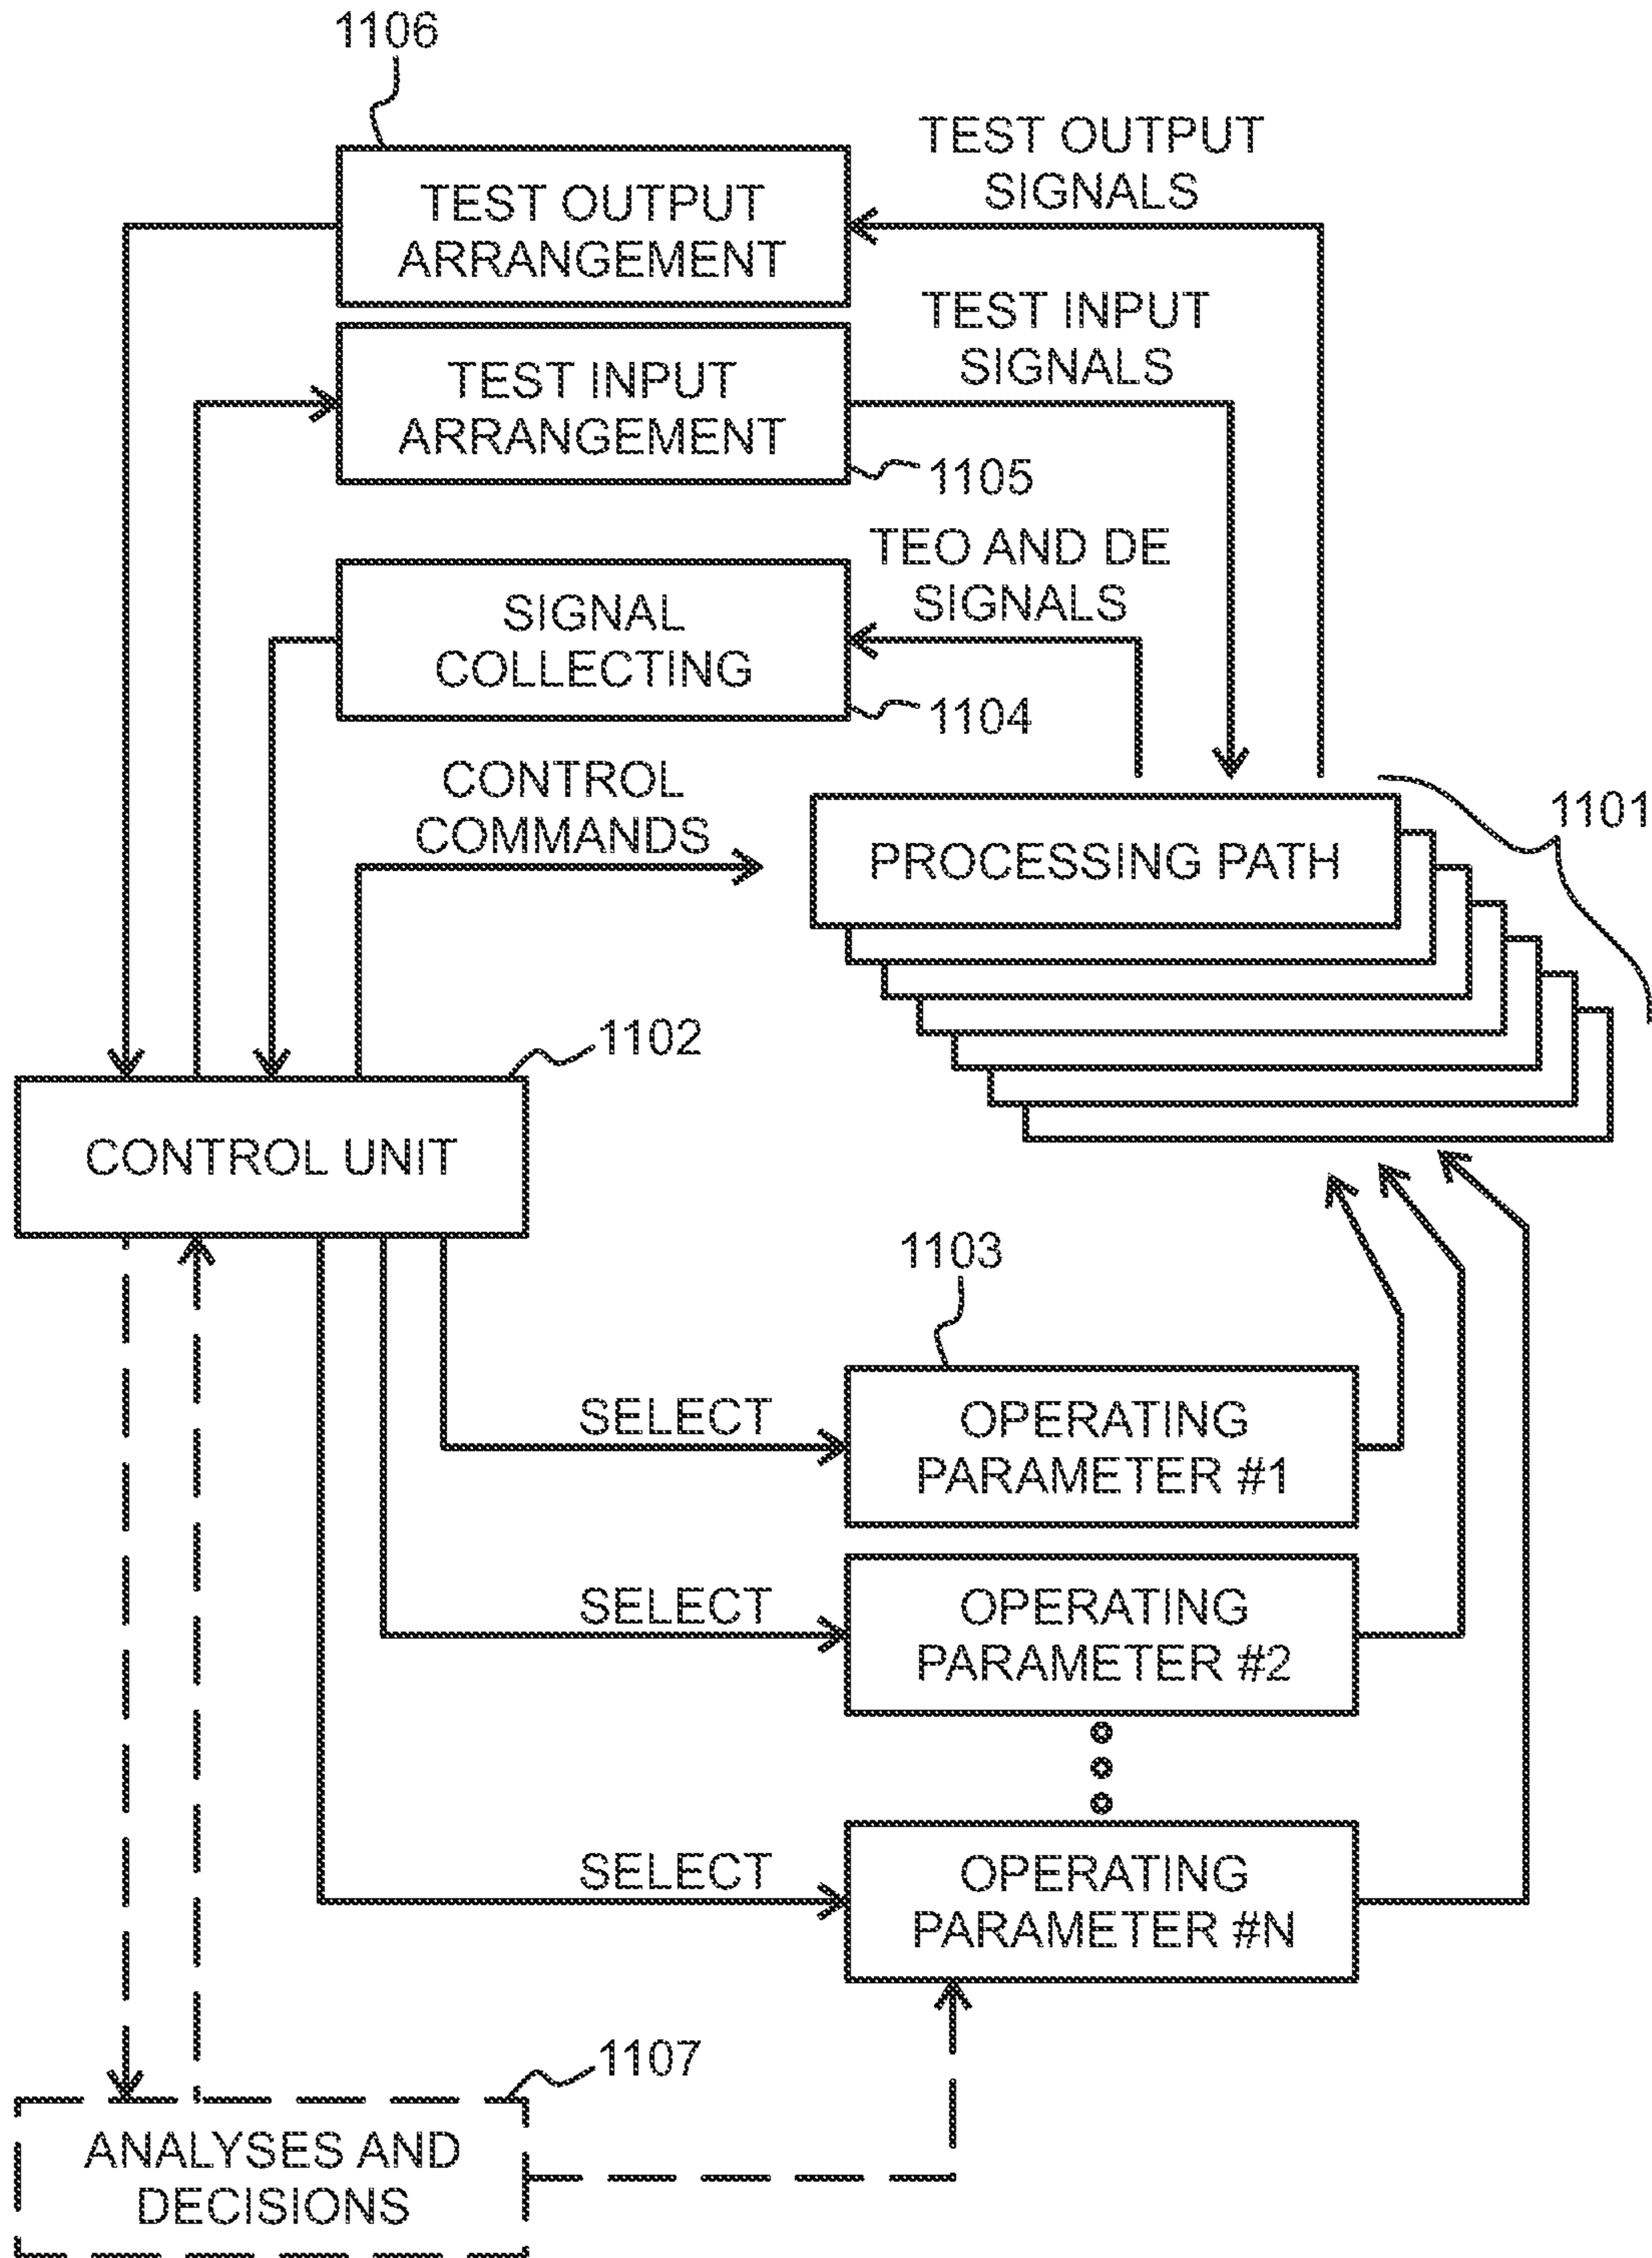 1106
TEST OUTPUT
SIGNALS
TEST OUTPUT
ARRANGEMENT
TEST INPUT
SIGNALS
TEST INPUT
ARRANGEMENT
1105
TEO AND DE
SIGNALS
SIGNAL
COLLECTING
1104
CONTROL
COMMANDS
1101
PROCESSING PATH
1102
CONTROL UNIT
1103
SELECT
OPERATING
PARAMETER #1
SELECT
OPERATING
PARAMETER #2
SELECT
OPERATING
PARAMETER #N
1107
ANALYSES AND
DECISIONS